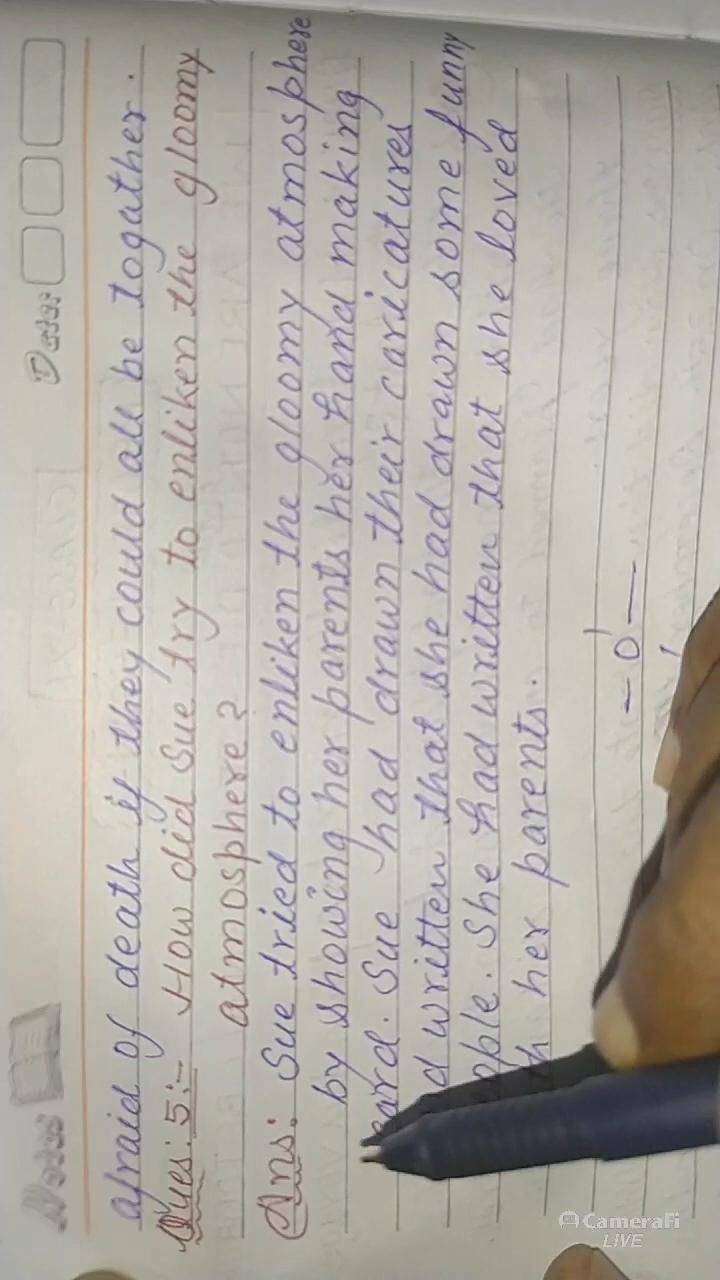 Notes
Date:
afraid of death if they could all be togather.
Ques: 5:- How did Sue try to enliken the gloomy
atmosphere?
Ans: Sue tried to enliken the gloomy atmosphere
by showing her parents her hand making
card. Sue had drawn their caricatures
written that she had drawn some funny
She had written that she loved
her parents.
CameraFi
LIVE